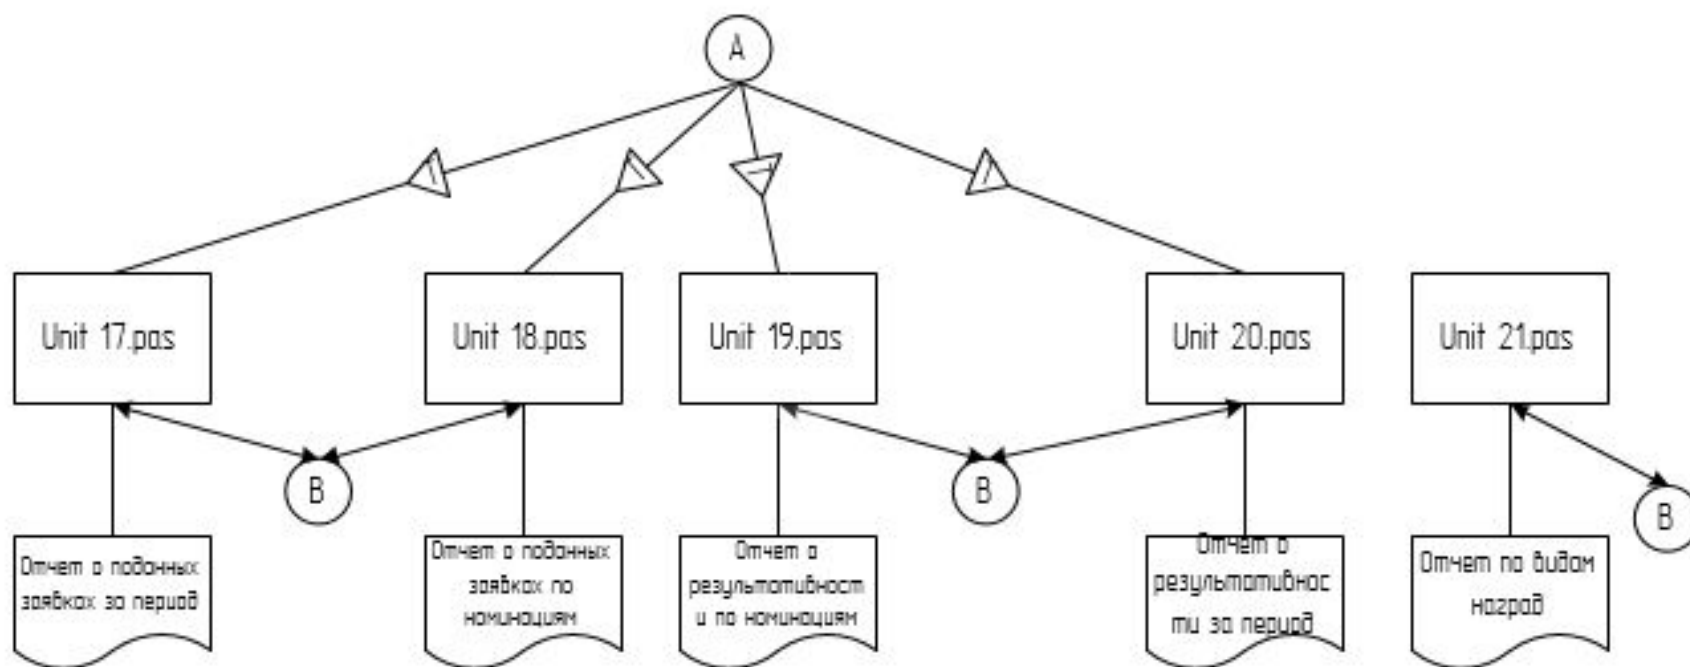 А
Unit 17.pas
Unit 18.pas
Unit 19.pas
Unit 20.pas
Unit 21.pas
В
В
В
Отчет о поданных
заявках за период
Отчет о поданных
заявках по
номинациям
Отчет о
результативност
и по номинациям
Отчет о
результативнос
ти за период
Отчет по видам
наград